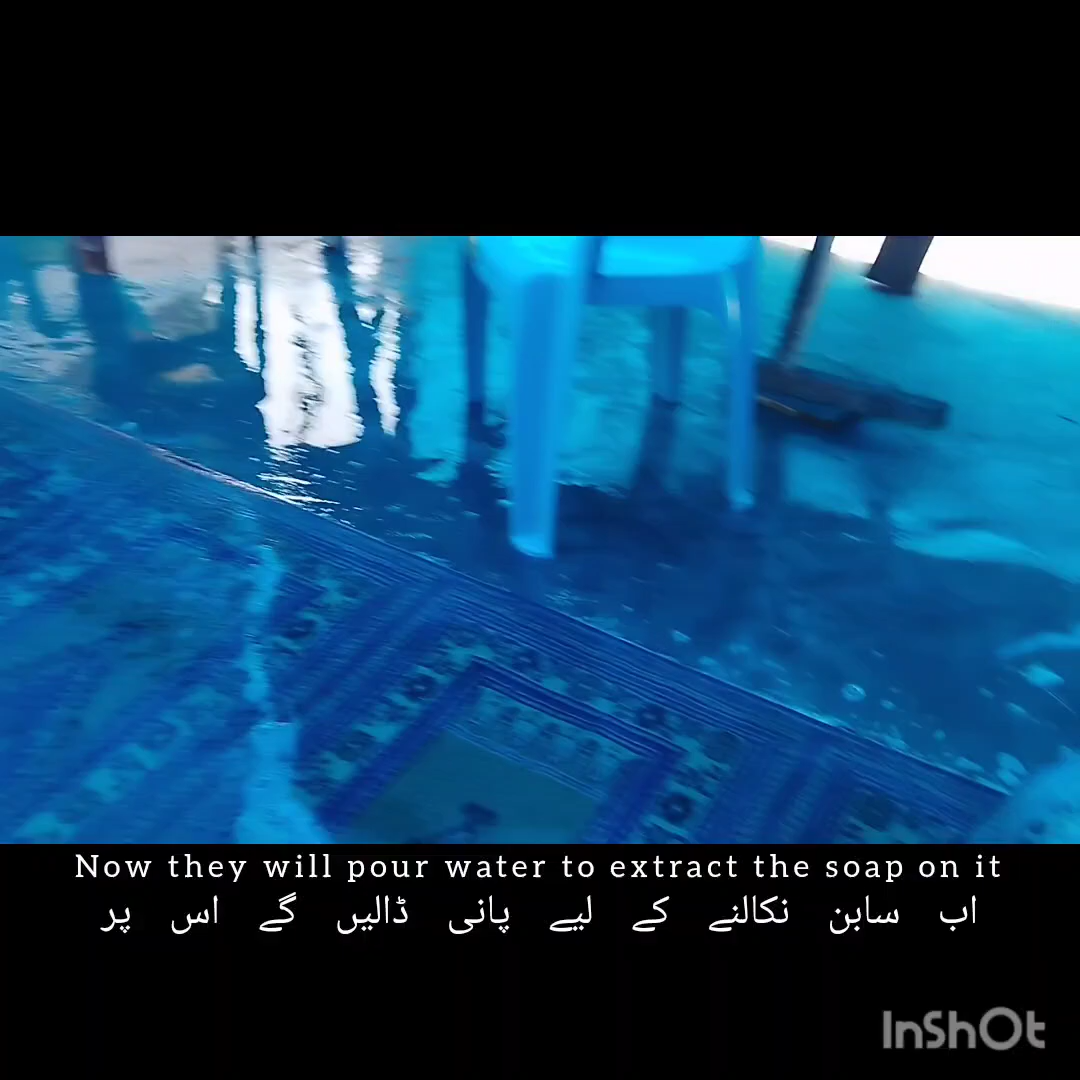 Now they will pour water to extract the soap on it
اب سابن نکالنے کے لیے پانی ڈالیں گے اس پر
InShOt